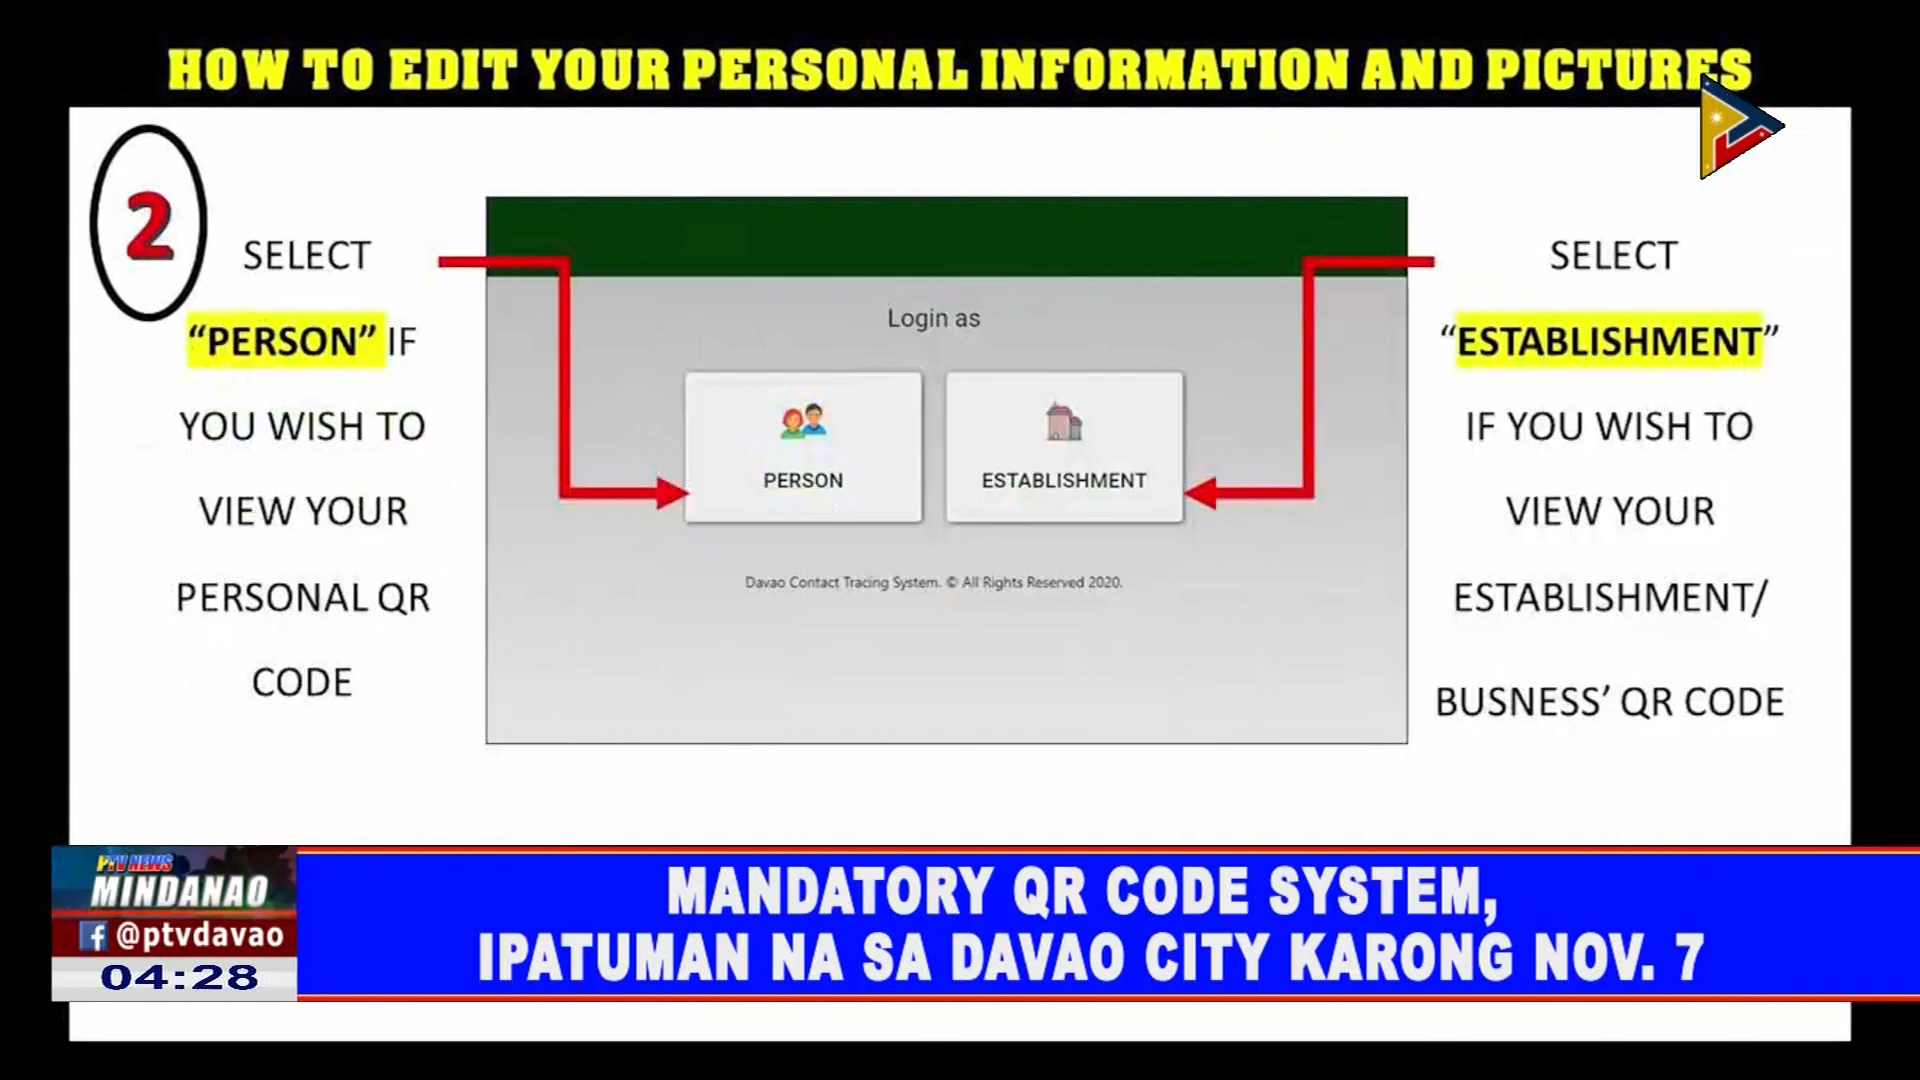 HOW TO EDIT YOUR PERSONAL INFORMATION AND PICTURES
2
SELECT
“PERSON” IF
YOU WISH TO
VIEW YOUR
PERSONAL QR
CODE
Login as
PERSON
ESTABLISHMENT
Davao Contact Tracing System. © All Rights Reserved 2020.
SELECT
“ESTABLISHMENT”
IF YOU WISH TO
VIEW YOUR
ESTABLISHMENT/
BUSNESS’ QR CODE
PTV NEWS
MINDANAO
f @ptvdavao
04:28
MANDATORY QR CODE SYSTEM,
IPATUMAN NA SA DAVAO CITY KARONG NOV. 7